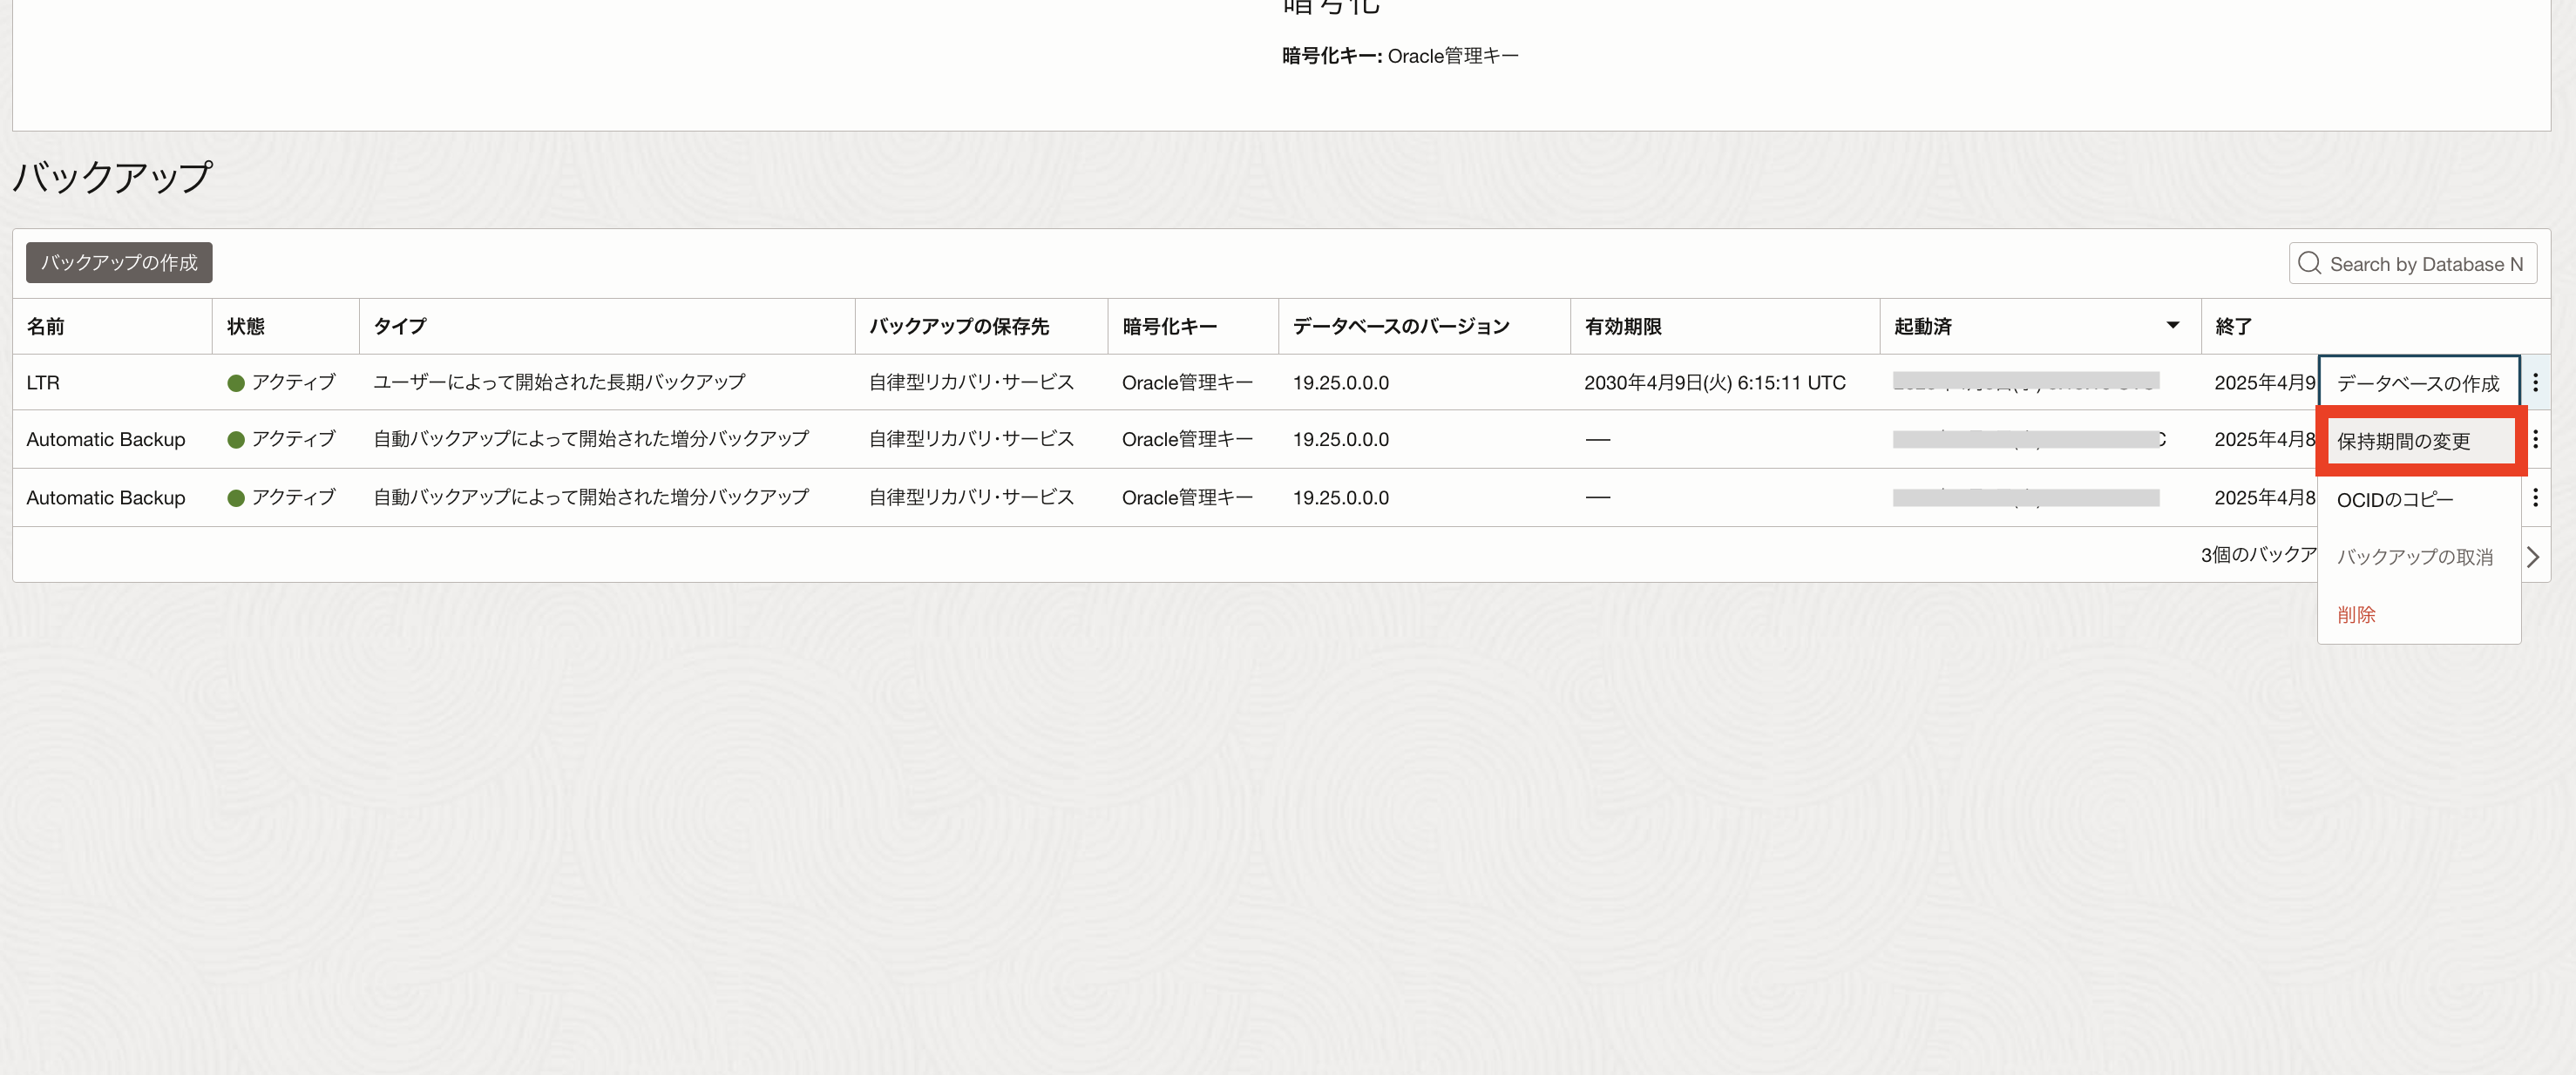 暗号化
暗号化キー: Oracle管理キー
バックアップ
バックアップの作成
Search by Database N
名前 状態 タイプ バックアップの保存先 暗号化キー データベースのバージョン 有効期限 起動済 終了
LTR アクティブ ユーザーによって開始された長期バックアップ 自律型リカバリ・サービス Oracle管理キー 19.25.0.0.0 2030年4月9日(火) 6:15:11 UTC 2025年4月9
データベースの作成
Automatic Backup アクティブ 自動バックアップによって開始された増分バックアップ 自律型リカバリ・サービス Oracle管理キー 19.25.0.0.0 — 2025年4月8
保持期間の変更
Automatic Backup アクティブ 自動バックアップによって開始された増分バックアップ 自律型リカバリ・サービス Oracle管理キー 19.25.0.0.0 — 2025年4月8
OCIDのコピー
3個のバックア
バックアップの取消
削除